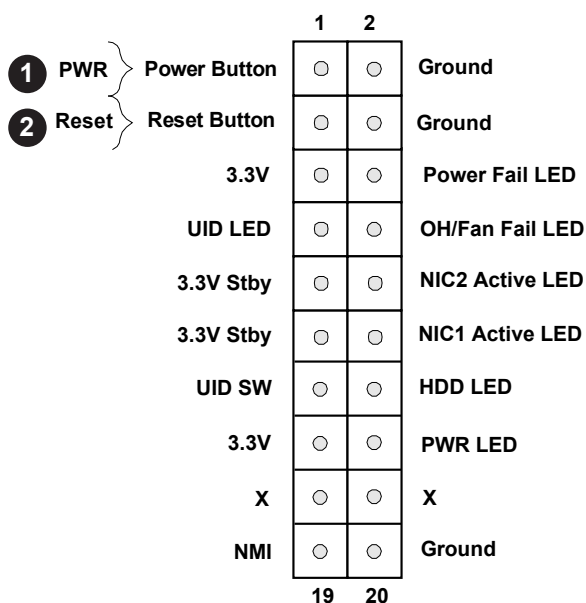 1 2
1 PWR Power Button Ground
2 Reset Reset Button Ground
3.3V Power Fail LED
UID LED OH/Fan Fail LED
3.3V Stby NIC2 Active LED
3.3V Stby NIC1 Active LED
UID SW HDD LED
3.3V PWR LED
X X
NMI Ground
19 20